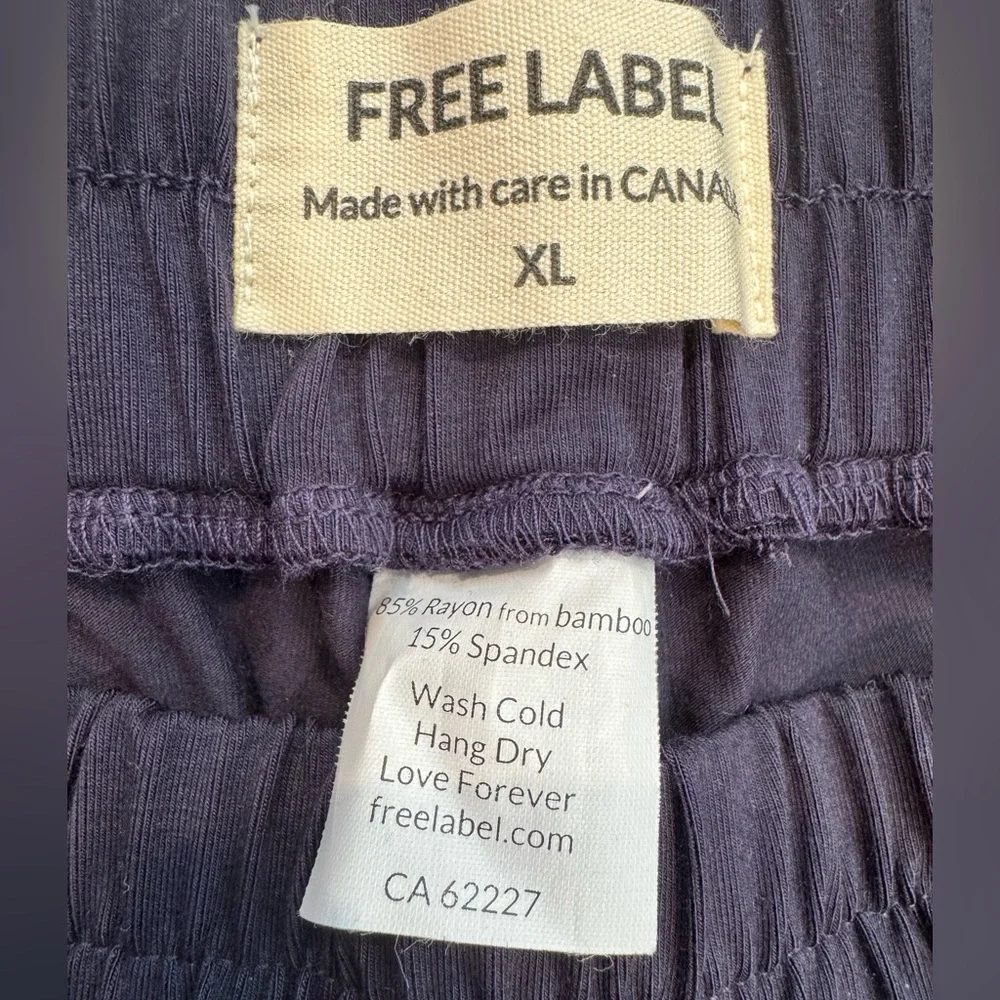 FREE LABEL
Made with care in CANADA
XL
85% Rayon from bamboo
15% Spandex
Wash Cold
Hang Dry
Love Forever
freelabel.com
CA 62227